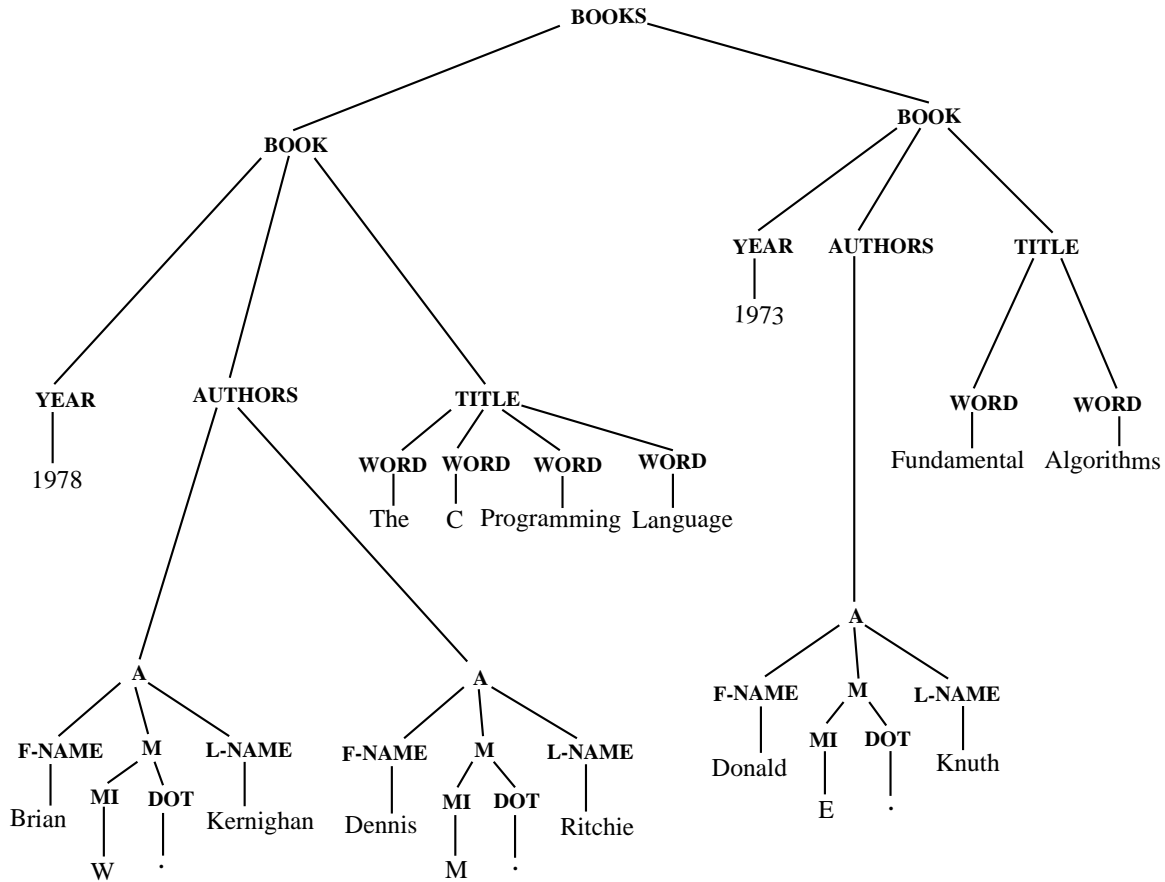 BOOKS
BOOK
BOOK
YEAR AUTHORS TITLE
1973
YEAR AUTHORS TITLE
WORD WORD
1978
WORD WORD WORD WORD
Fundamental Algorithms
The C Programming Language
A
A A
F-NAME M L-NAME
F-NAME M L-NAME F-NAME M L-NAME
MI DOT
Donald Knuth
MI DOT MI DOT
E .
Brian Kernighan Dennis Ritchie
W . M .